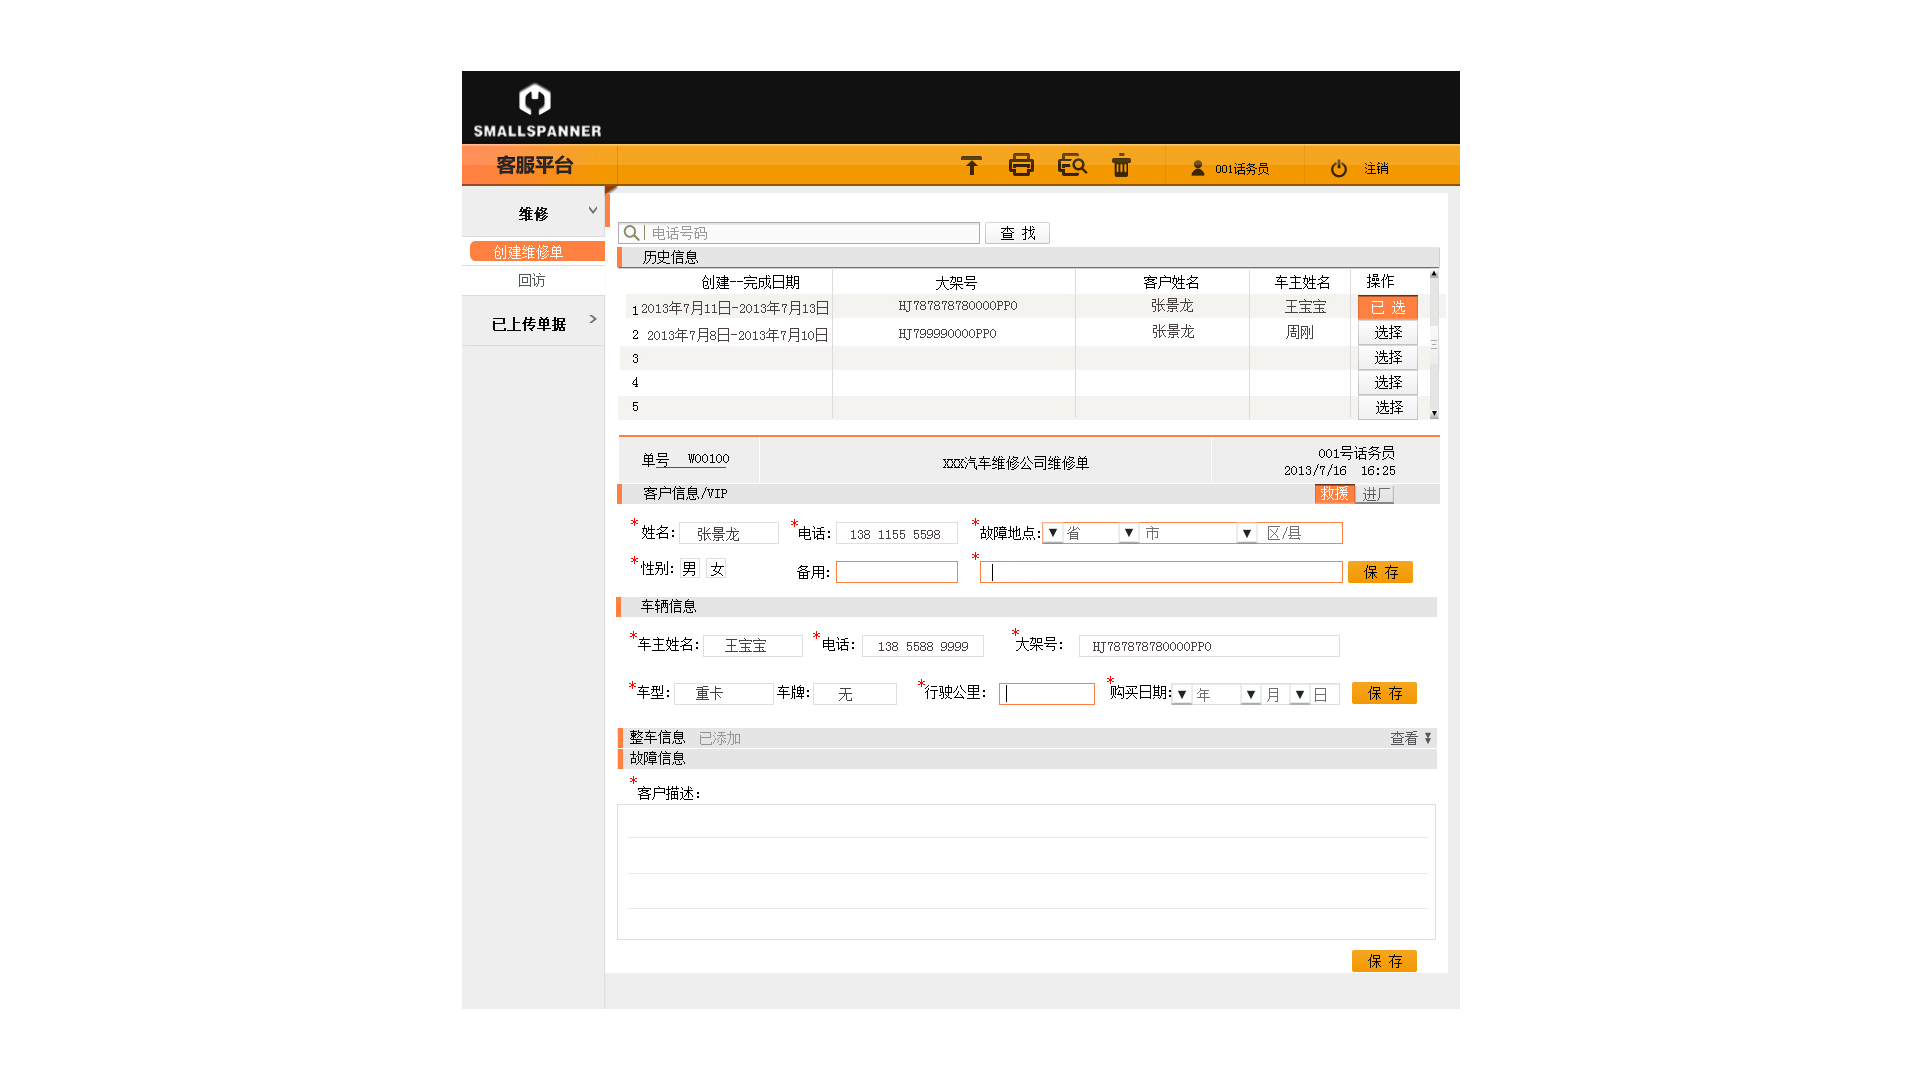 SMALLSPANNER
客服平台
001话务员
注销
维修
创建维修单
回访
已上传单据
电话号码
查 找
历史信息
创建--完成日期 大架号 客户姓名 车主姓名 操作
1 2013年7月11日-2013年7月13日 HJ787878780000PPO 张景龙 王宝宝 已 选
2 2013年7月8日-2013年7月10日 HJ799990000PPO 张景龙 周刚 选择
3 选择
4 选择
5 选择
单号 W00100
XXX汽车维修公司维修单
001号话务员
2013/7/16 16:25
客户信息/VIP 救援 进厂
*姓名: 张景龙 *电话: 138 1155 5598 *故障地点: ▼ 省 ▼ 市 ▼ 区/县
*性别: 男 女 备用: * 保 存
车辆信息
*车主姓名: 王宝宝 *电话: 138 5588 9999 *大架号: HJ787878780000PPO
*车型: 重卡 车牌: 无 *行驶公里: *购买日期: ▼ 年 ▼ 月 ▼ 日 保 存
整车信息 已添加 查看
故障信息
*客户描述:
保 存